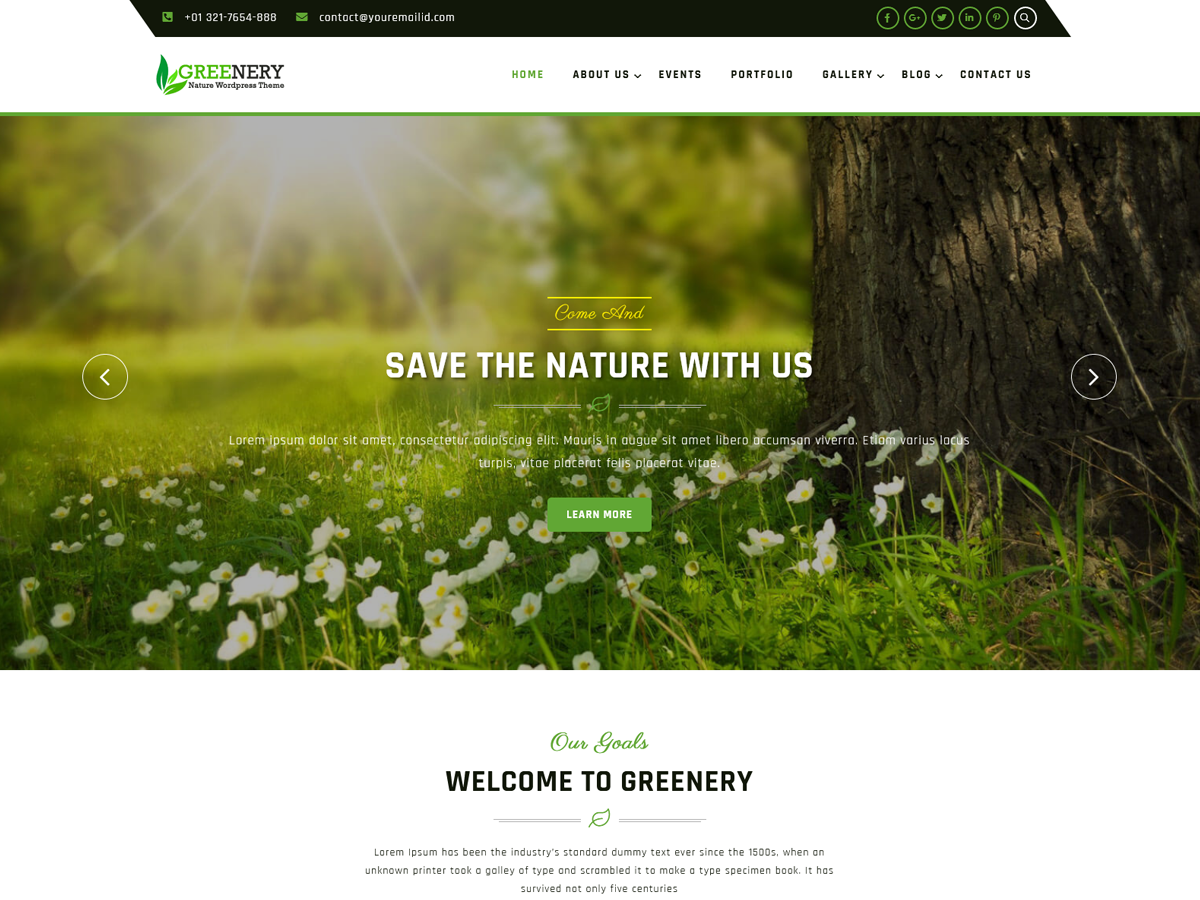 +01 321-7654-888 contact@youremailid.com
GREENERY
Nature Wordpress Theme
HOME ABOUT US EVENTS PORTFOLIO GALLERY BLOG CONTACT US
Come And
SAVE THE NATURE WITH US
Lorem ipsum dolor sit amet, consectetur adipiscing elit. Mauris in augue sit amet libero accumsan viverra. Etiam varius lacus
turpis, vitae placerat felis placerat vitae.
LEARN MORE
Our Goals
WELCOME TO GREENERY
Lorem Ipsum has been the industry's standard dummy text ever since the 1500s, when an
unknown printer took a galley of type and scrambled it to make a type specimen book. It has
survived not only five centuries